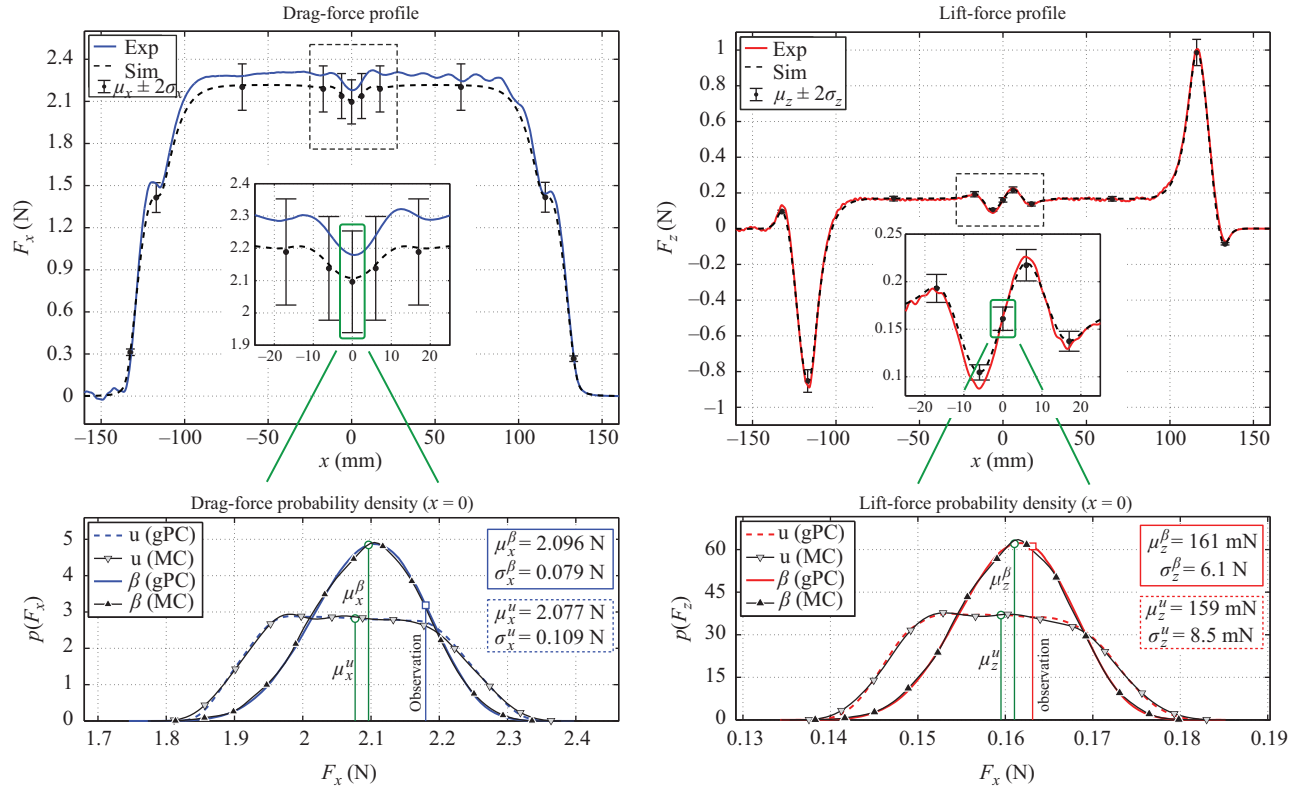 Drag-force profile
Exp
Sim
μx ± 2σx
2.4
2.1
1.8
1.5
1.2
0.9
0.6
0.3
0
Fx (N)
−150
−100
−50
0
50
100
150
x (mm)
2.4
2.3
2.2
2.1
2
1.9
−20
−10
0
10
20
Lift-force profile
Exp
Sim
μz ± 2σz
1
0.8
0.6
0.4
0.2
0
−0.2
−0.4
−0.6
−0.8
−1
Fz (N)
−150
−100
−50
0
50
100
150
x (mm)
0.25
0.2
0.15
0.1
−20
−10
0
10
20
Drag-force probability density (x = 0)
u (gPC)
u (MC)
β (gPC)
β (MC)
μxβ = 2.096 N
σxβ = 0.079 N
μxu = 2.077 N
σxu = 0.109 N
μxβ
μxu
Observation
5
4
3
2
1
0
p(Fx)
1.7
1.8
1.9
2
2.1
2.2
2.3
2.4
Fx (N)
Lift-force probability density (x = 0)
u (gPC)
u (MC)
β (gPC)
β (MC)
μzβ = 161 mN
σzβ = 6.1 N
μzu = 159 mN
σzu = 8.5 mN
μzβ
μzu
observation
60
45
30
15
0
p(Fz)
0.13
0.14
0.15
0.16
0.17
0.18
0.19
Fx (N)